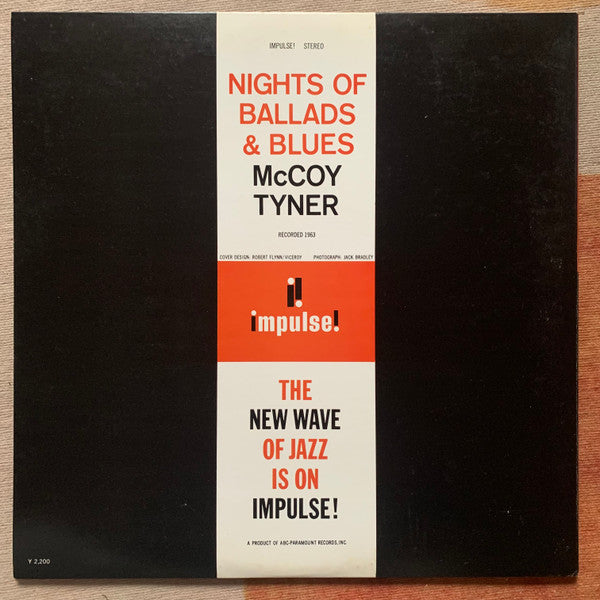 IMPULSE! STEREO
NIGHTS OF
BALLADS
& BLUES
McCOY
TYNER
RECORDED 1963
COVER DESIGN: ROBERT FLYNN/VICEROY PHOTOGRAPH: JACK BRADLEY
i!
impulse!
THE
NEW WAVE
OF JAZZ
IS ON
IMPULSE!
A PRODUCT OF ABC-PARAMOUNT RECORDS, INC.
Y 2,200